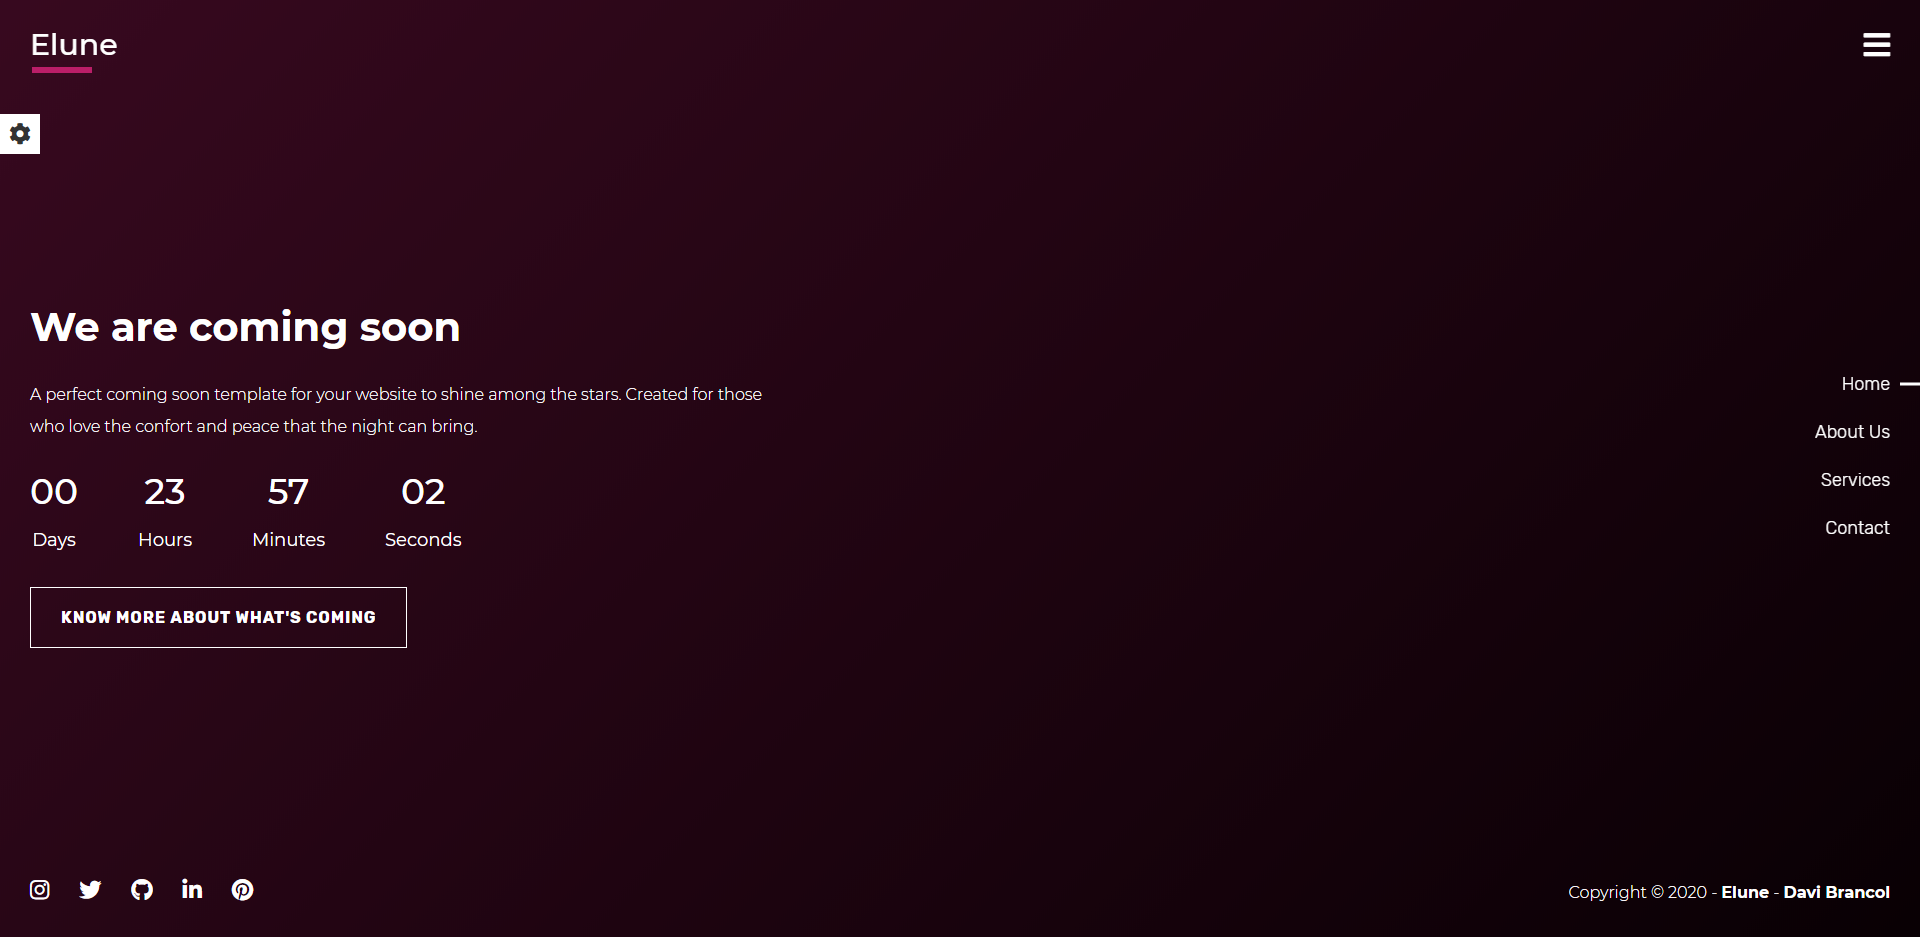 Elune
We are coming soon
A perfect coming soon template for your website to shine among the stars. Created for those
who love the confort and peace that the night can bring.
00 23 57 02
Days Hours Minutes Seconds
KNOW MORE ABOUT WHAT'S COMING
Home
About Us
Services
Contact
Copyright © 2020 - Elune - Davi Brancol